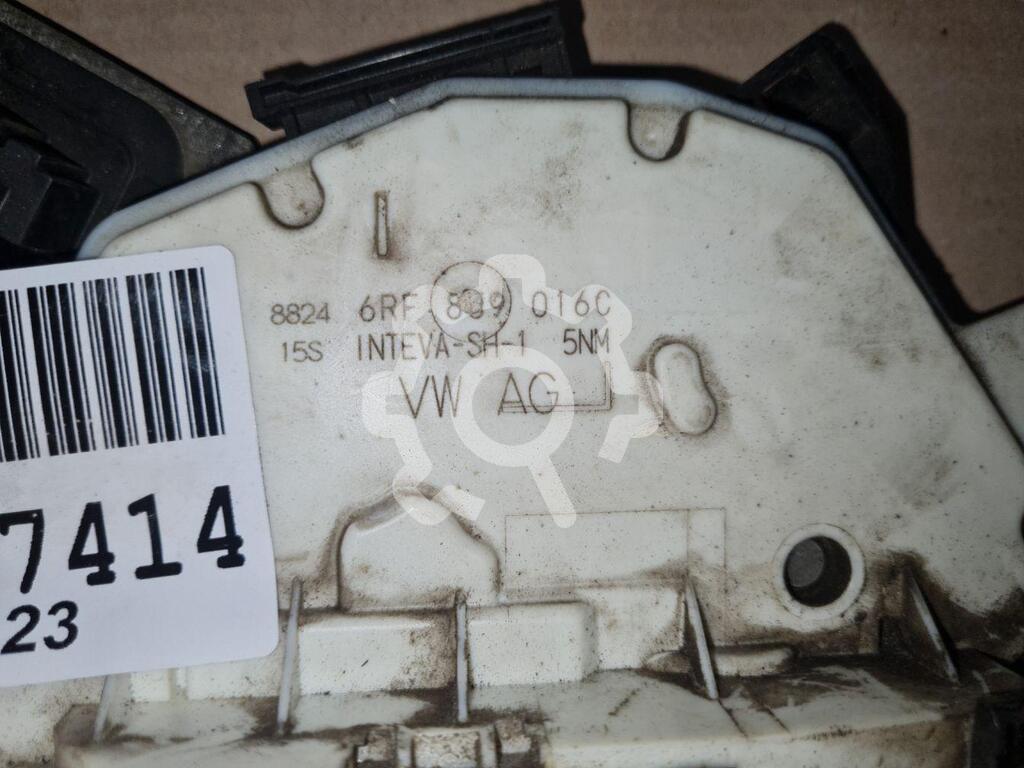 8824 6RF 839 016C
15S INTEVA-SH-1 5NM
VW AG
7414
23